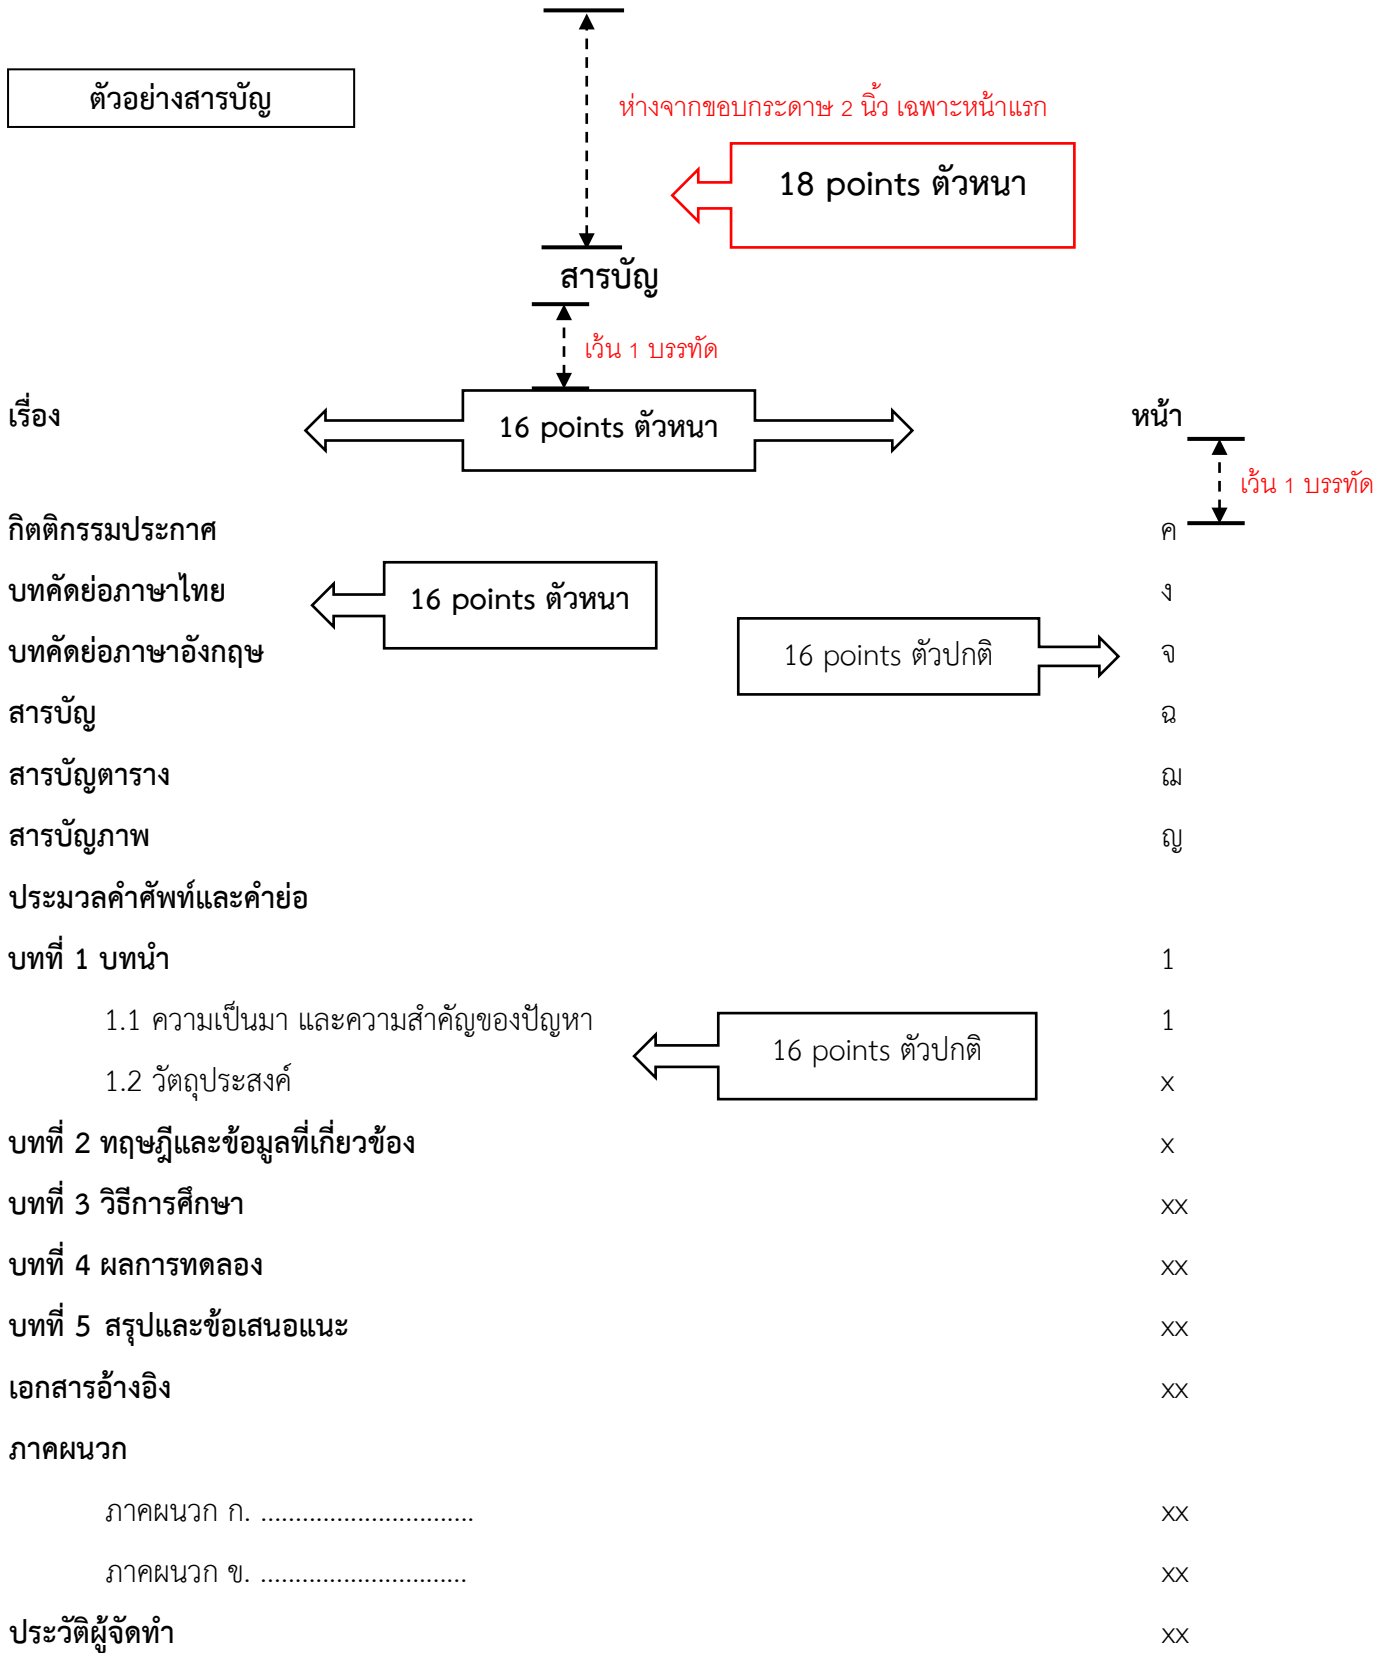 ตัวอย่างสารบัญ
ห่างจากขอบกระดาษ 2 นิ้ว เฉพาะหน้าแรก
18 points ตัวหนา
สารบัญ
เว้น 1 บรรทัด
เรื่อง 16 points ตัวหนา หน้า
เว้น 1 บรรทัด
กิตติกรรมประกาศ ค
บทคัดย่อภาษาไทย 16 points ตัวหนา ง
บทคัดย่อภาษาอังกฤษ 16 points ตัวปกติ จ
สารบัญ ฉ
สารบัญตาราง ฌ
สารบัญภาพ ญ
ประมวลคำศัพท์และคำย่อ
บทที่ 1 บทนำ 1
1.1 ความเป็นมา และความสำคัญของปัญหา 1
16 points ตัวปกติ
1.2 วัตถุประสงค์ x
บทที่ 2 ทฤษฎีและข้อมูลที่เกี่ยวข้อง x
บทที่ 3 วิธีการศึกษา xx
บทที่ 4 ผลการทดลอง xx
บทที่ 5 สรุปและข้อเสนอแนะ xx
เอกสารอ้างอิง xx
ภาคผนวก
ภาคผนวก ก. ............................... xx
ภาคผนวก ข. .............................. xx
ประวัติผู้จัดทำ xx